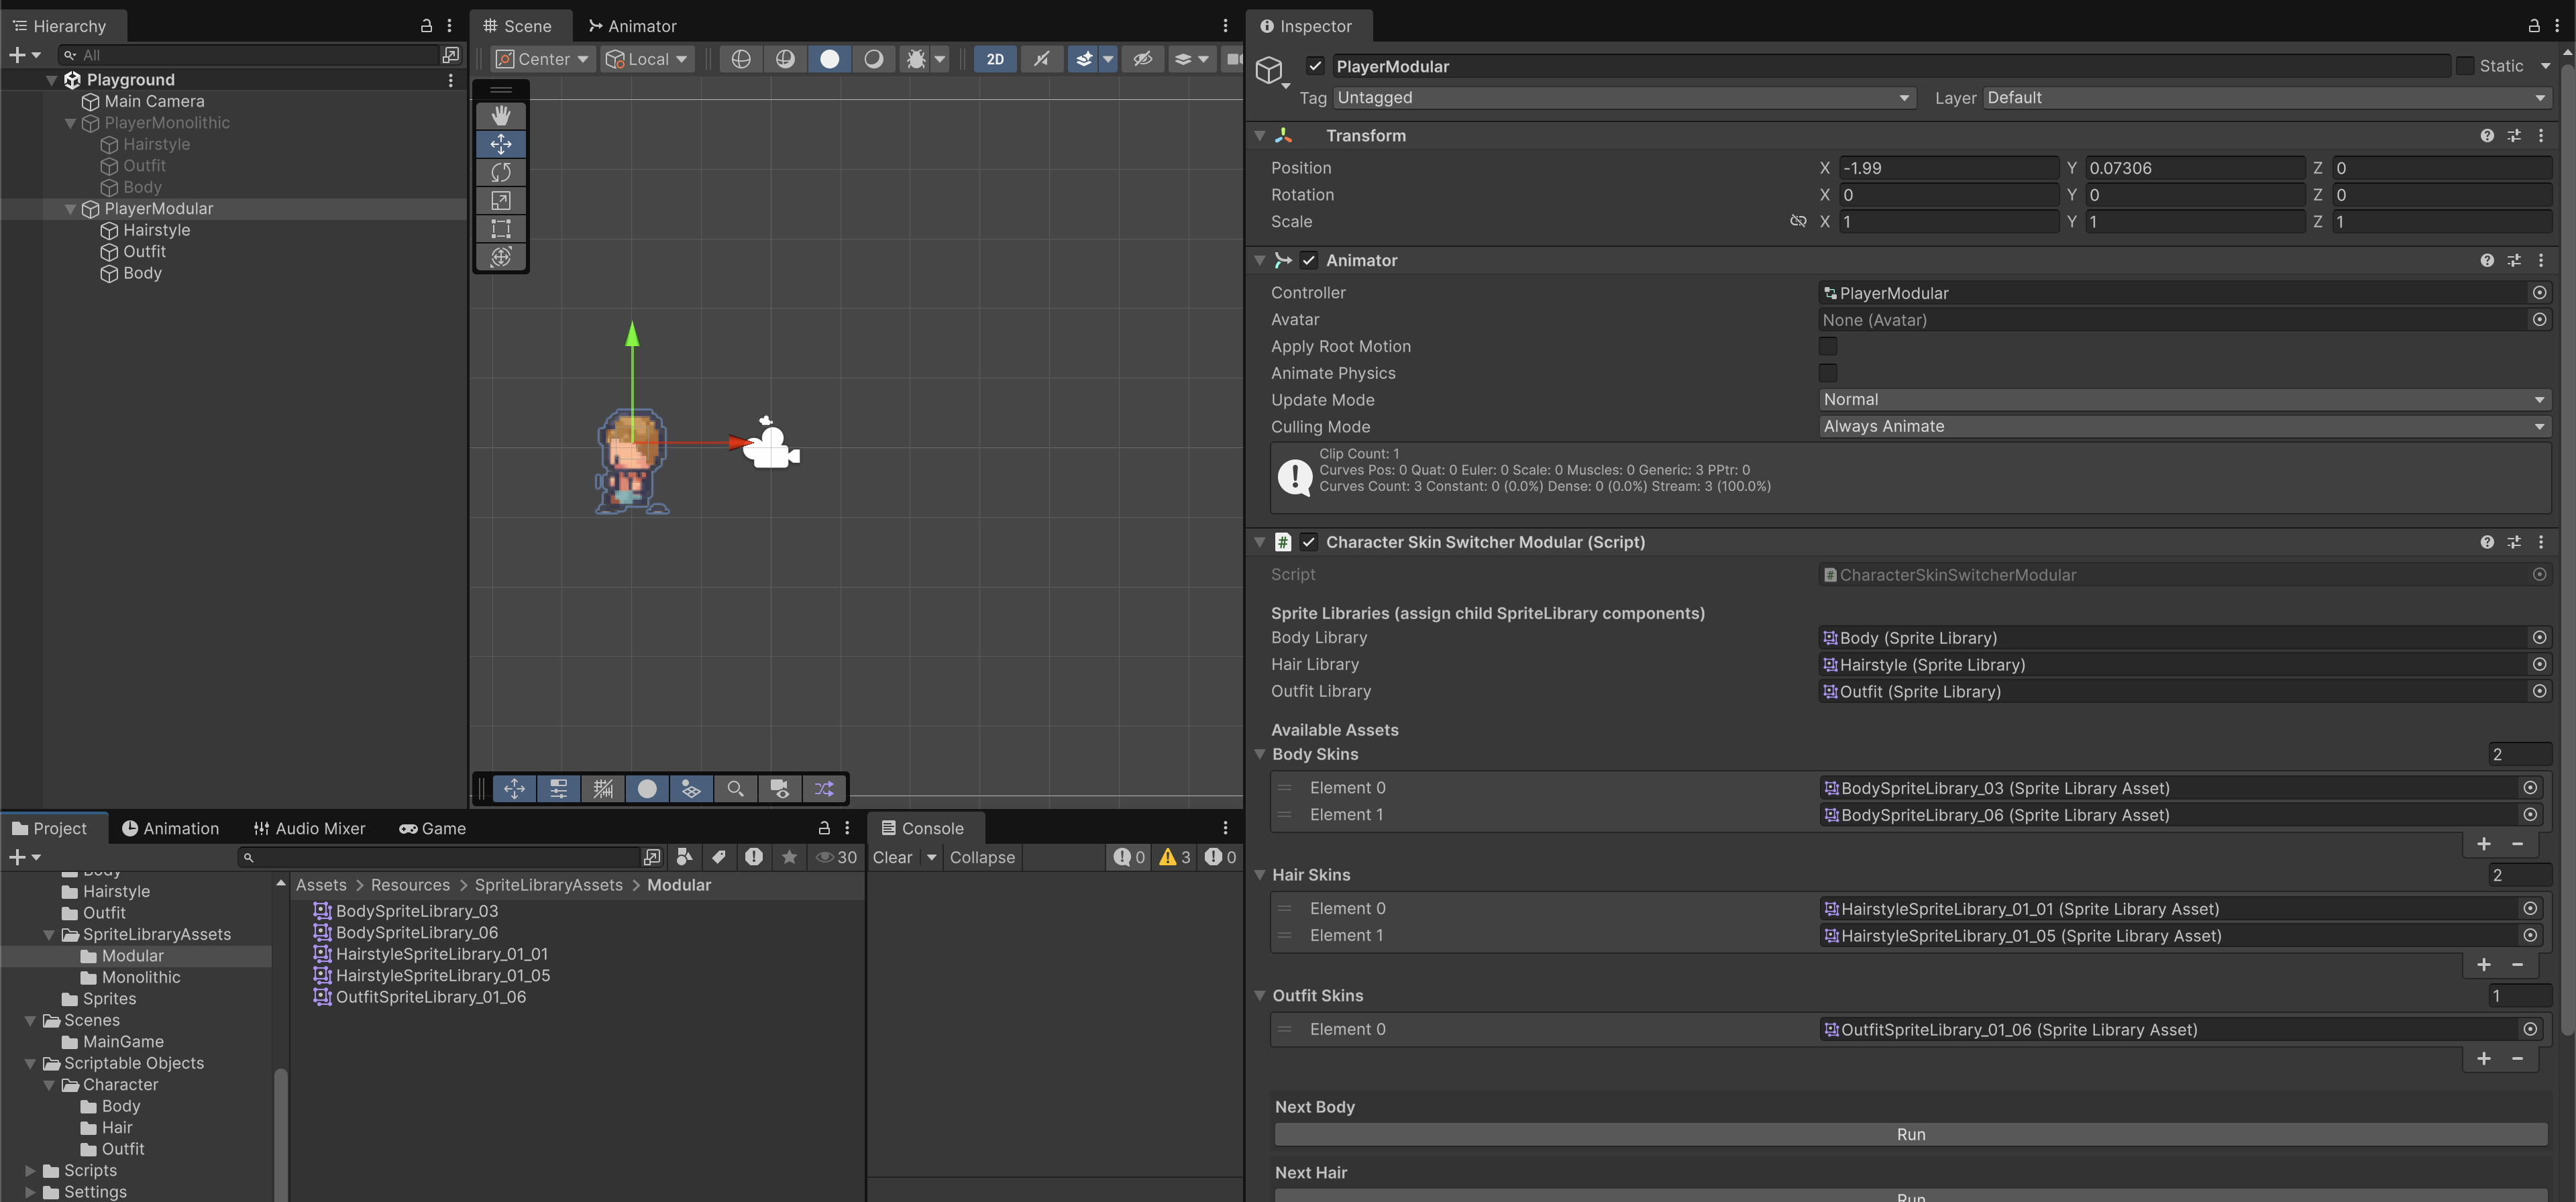 Hierarchy
All
Playground
Main Camera
PlayerMonolithic
Hairstyle
Outfit
Body
PlayerModular
Hairstyle
Outfit
Body
Scene
Animator
Center
Local
2D
Project
Animation
Audio Mixer
Game
30
Body
Hairstyle
Outfit
SpriteLibraryAssets
Modular
Monolithic
Sprites
Scenes
MainGame
Scriptable Objects
Character
Body
Hair
Outfit
Scripts
Settings
Assets > Resources > SpriteLibraryAssets > Modular
BodySpriteLibrary_03
BodySpriteLibrary_06
HairstyleSpriteLibrary_01_01
HairstyleSpriteLibrary_01_05
OutfitSpriteLibrary_01_06
Console
Clear Collapse 0 3 0
Inspector
PlayerModular Static
Tag Untagged Layer Default
Transform
Position X -1.99 Y 0.07306 Z 0
Rotation X 0 Y 0 Z 0
Scale X 1 Y 1 Z 1
Animator
Controller PlayerModular
Avatar None (Avatar)
Apply Root Motion
Animate Physics
Update Mode Normal
Culling Mode Always Animate
Clip Count: 1
Curves Pos: 0 Quat: 0 Euler: 0 Scale: 0 Muscles: 0 Generic: 3 PPtr: 0
Curves Count: 3 Constant: 0 (0.0%) Dense: 0 (0.0%) Stream: 3 (100.0%)
# Character Skin Switcher Modular (Script)
Script # CharacterSkinSwitcherModular
Sprite Libraries (assign child SpriteLibrary components)
Body Library Body (Sprite Library)
Hair Library Hairstyle (Sprite Library)
Outfit Library Outfit (Sprite Library)
Available Assets
Body Skins 2
Element 0 BodySpriteLibrary_03 (Sprite Library Asset)
Element 1 BodySpriteLibrary_06 (Sprite Library Asset)
Hair Skins 2
Element 0 HairstyleSpriteLibrary_01_01 (Sprite Library Asset)
Element 1 HairstyleSpriteLibrary_01_05 (Sprite Library Asset)
Outfit Skins 1
Element 0 OutfitSpriteLibrary_01_06 (Sprite Library Asset)
Next Body
Run
Next Hair
Run